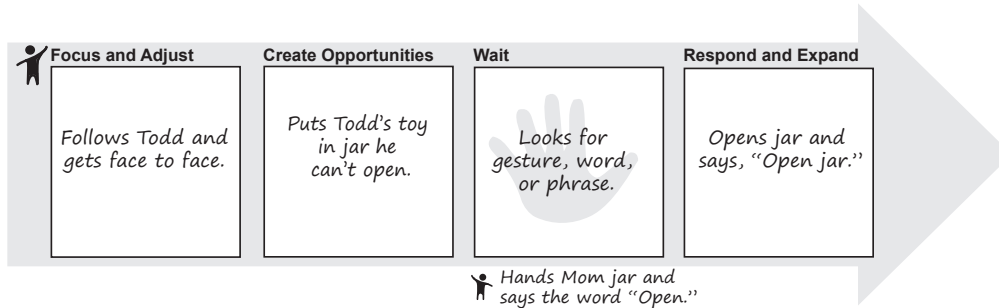 Focus and Adjust
Follows Todd and
gets face to face.
Create Opportunities
Puts Todd's toy
in jar he
can't open.
Wait
Looks for
gesture, word,
or phrase.
Respond and Expand
Opens jar and
says, “Open jar.”
Hands Mom jar and
says the word “Open.”